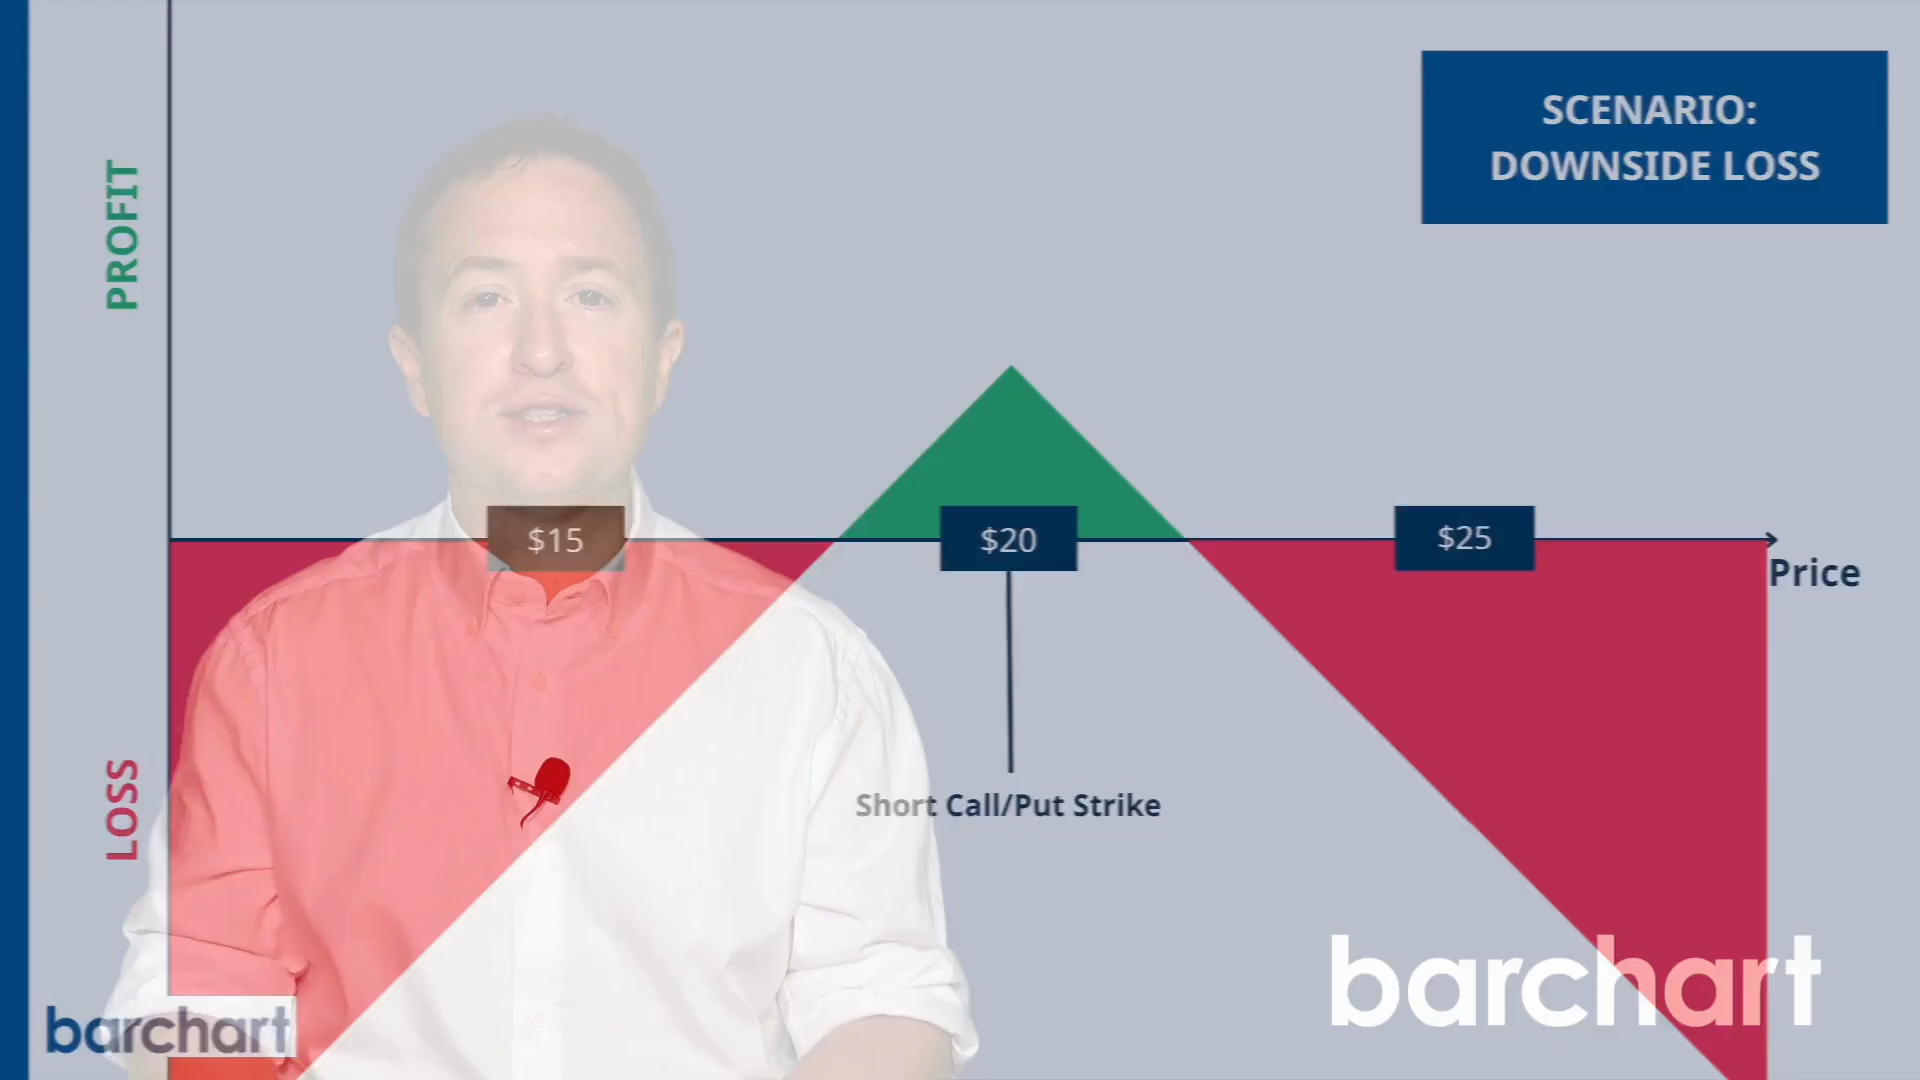 SCENARIO:
DOWNSIDE LOSS
PROFIT
$15
$20
$25
Price
LOSS
Short Call/Put Strike
barchart
barchart